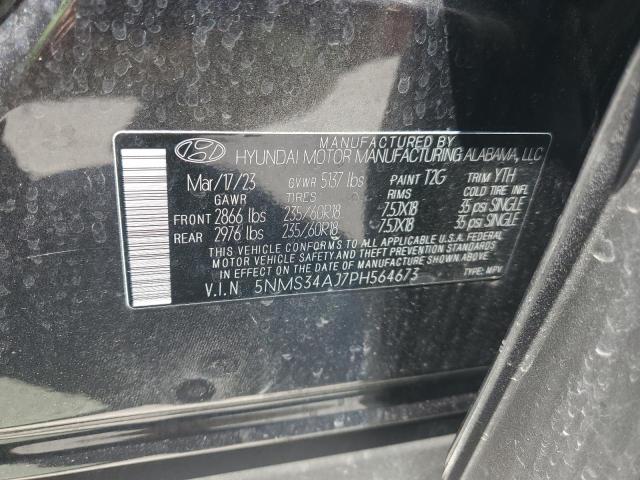 MANUFACTURED BY
HYUNDAI MOTOR MANUFACTURING ALABAMA, LLC
Mar/17/23 GVWR 5137 lbs PAINT T2G TRIM YTH
GAWR TIRES RIMS COLD TIRE INFL
FRONT 2866 lbs 235/60R18 7.5JX18 35 psi SINGLE
REAR 2976 lbs 235/60R18 7.5JX18 35 psi SINGLE
THIS VEHICLE CONFORMS TO ALL APPLICABLE U.S.A. FEDERAL
MOTOR VEHICLE SAFETY AND THEFT PREVENTION STANDARDS
IN EFFECT ON THE DATE OF MANUFACTURE SHOWN ABOVE.
V.I.N 5NMS34AJ7PH564673 TYPE: MPV